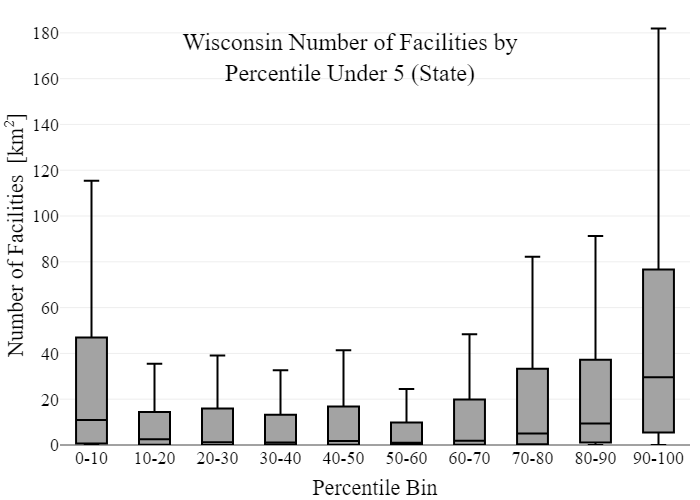 Wisconsin Number of Facilities by
Percentile Under 5 (State)
Number of Facilities [km²]
180
160
140
120
100
80
60
40
20
0
0-10 10-20 20-30 30-40 40-50 50-60 60-70 70-80 80-90 90-100
Percentile Bin